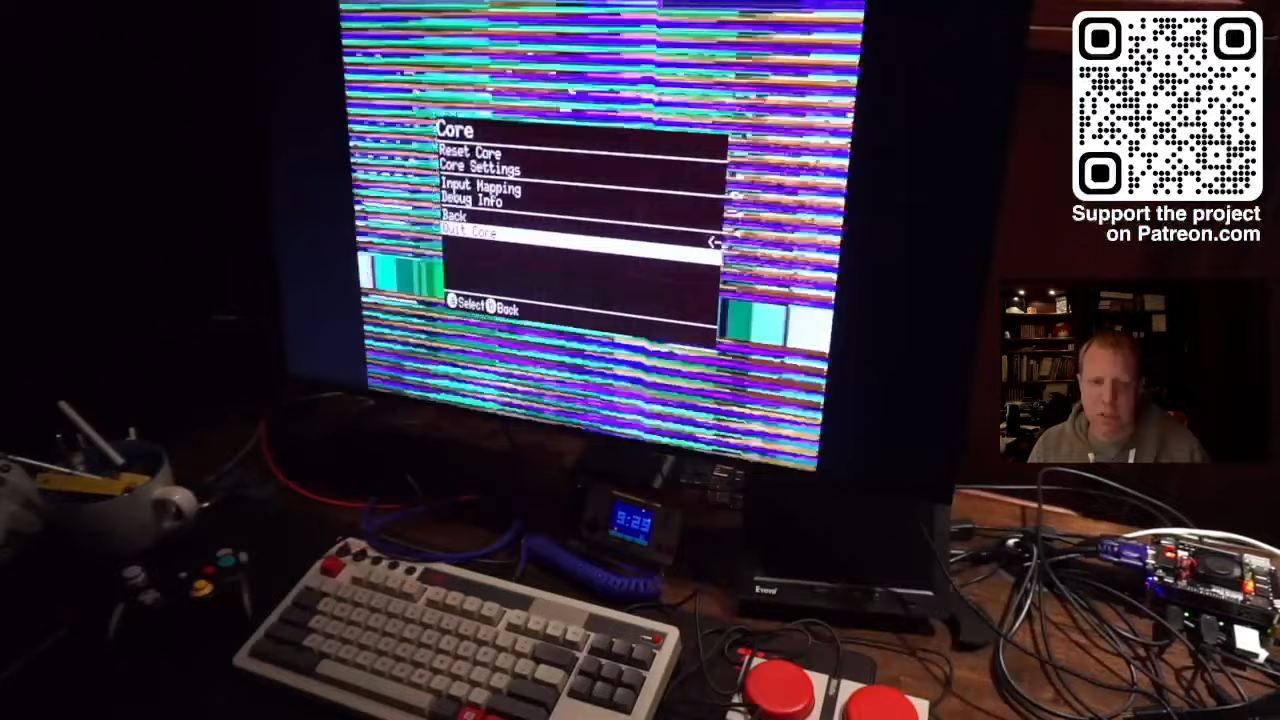 Core
Reset Core
Core Settings
Input Mapping
Debug Info
Back
Quit Core
<-
Select Back
Support the project
on Patreon.com
9:29